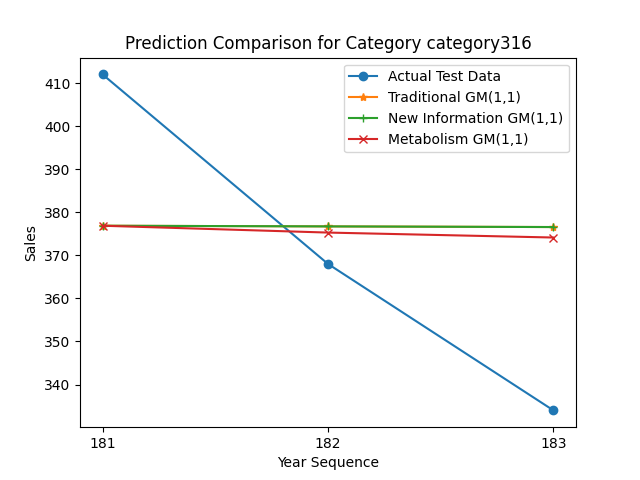 Prediction Comparison for Category category316
Actual Test Data
Traditional GM(1,1)
New Information GM(1,1)
Metabolism GM(1,1)
410
400
390
380
370
360
350
340
Sales
181
182
183
Year Sequence